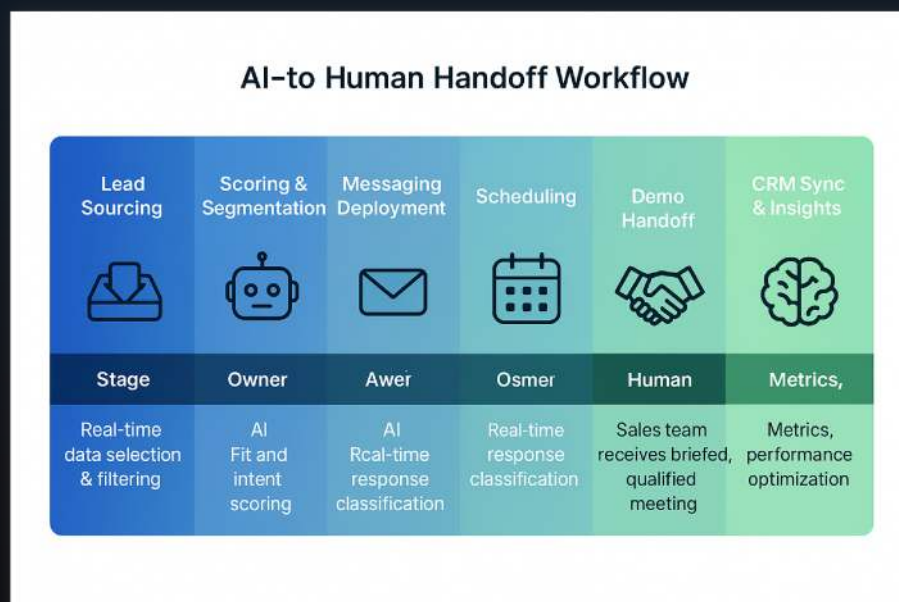 AI-to Human Handoff Workflow
Lead
Sourcing
Scoring &
Segmentation
Messaging
Deployment
Scheduling
Demo
Handoff
CRM Sync
& Insights
Stage
Owner
Awer
Osmer
Human
Metrics,
Real-time
data selection
& filtering
AI
Fit and
intent
scoring
AI
Rcal-time
response
classification
Real-time
response
classification
Sales team
receives briefed,
qualified
meeting
Metrics,
performance
optimization